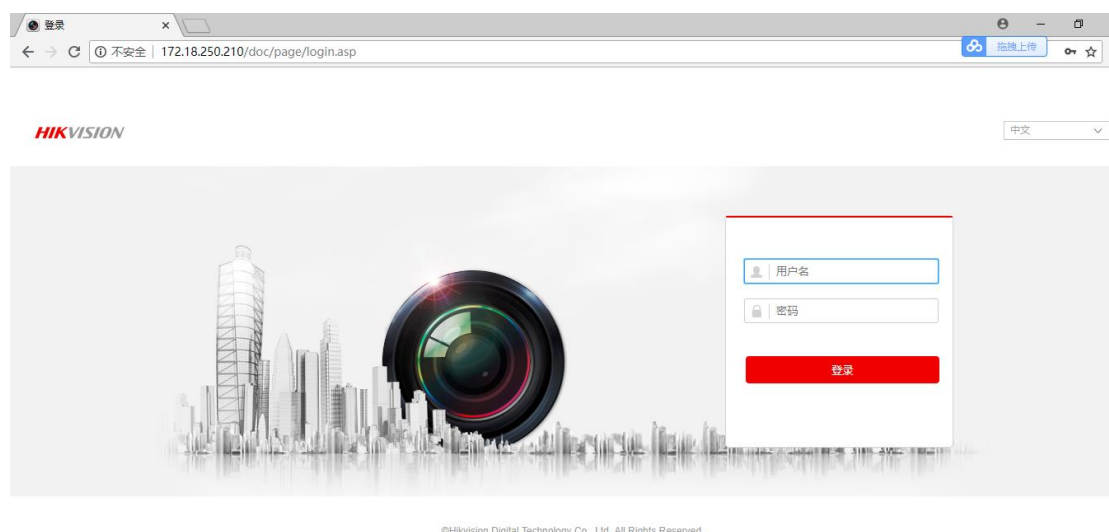 登录
不安全 | 172.18.250.210/doc/page/login.asp
拖拽上传
HIKVISION
中文
用户名
密码
登录
©Hikvision Digital Technology Co., Ltd. All Rights Reserved.